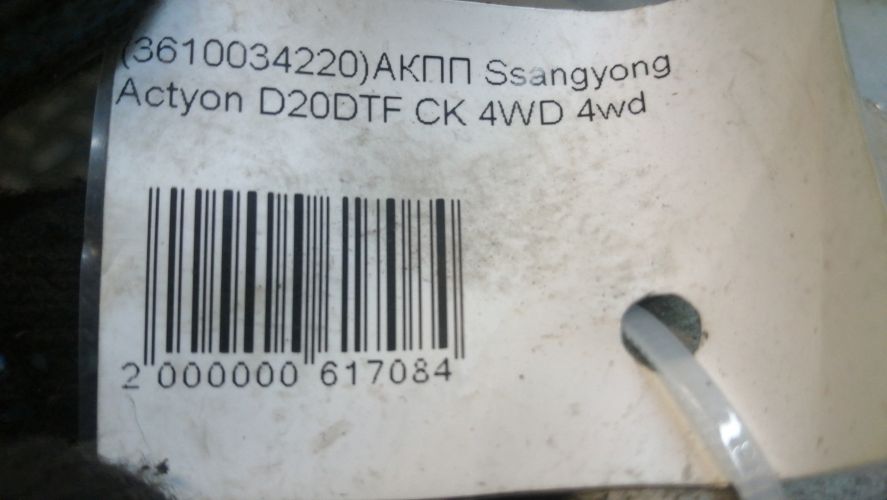 (3610034220)АКПП Ssangyong
Actyon D20DTF CK 4WD 4wd
2 000000 617084